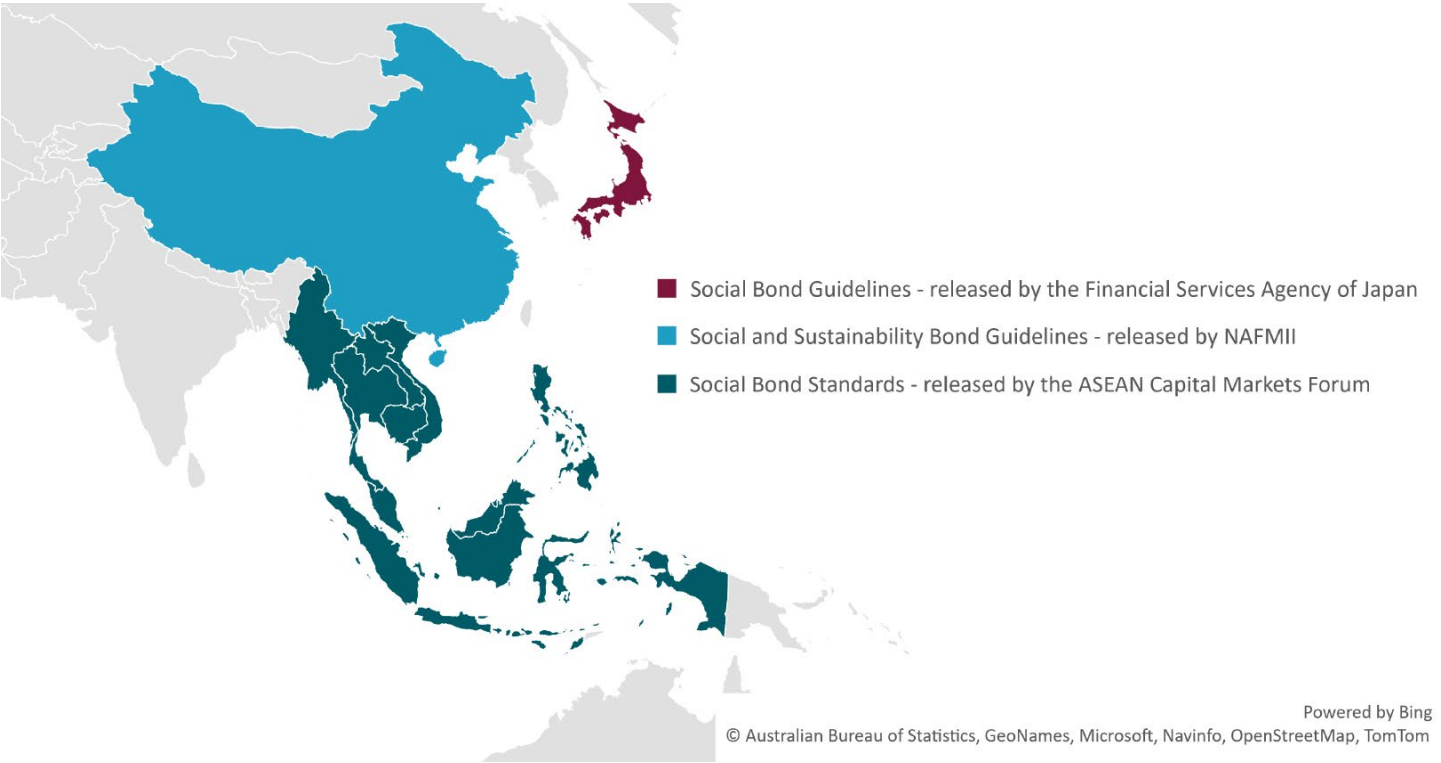 Social Bond Guidelines - released by the Financial Services Agency of Japan
Social and Sustainability Bond Guidelines - released by NAFMII
Social Bond Standards - released by the ASEAN Capital Markets Forum
Powered by Bing
© Australian Bureau of Statistics, GeoNames, Microsoft, Navinfo, OpenStreetMap, TomTom